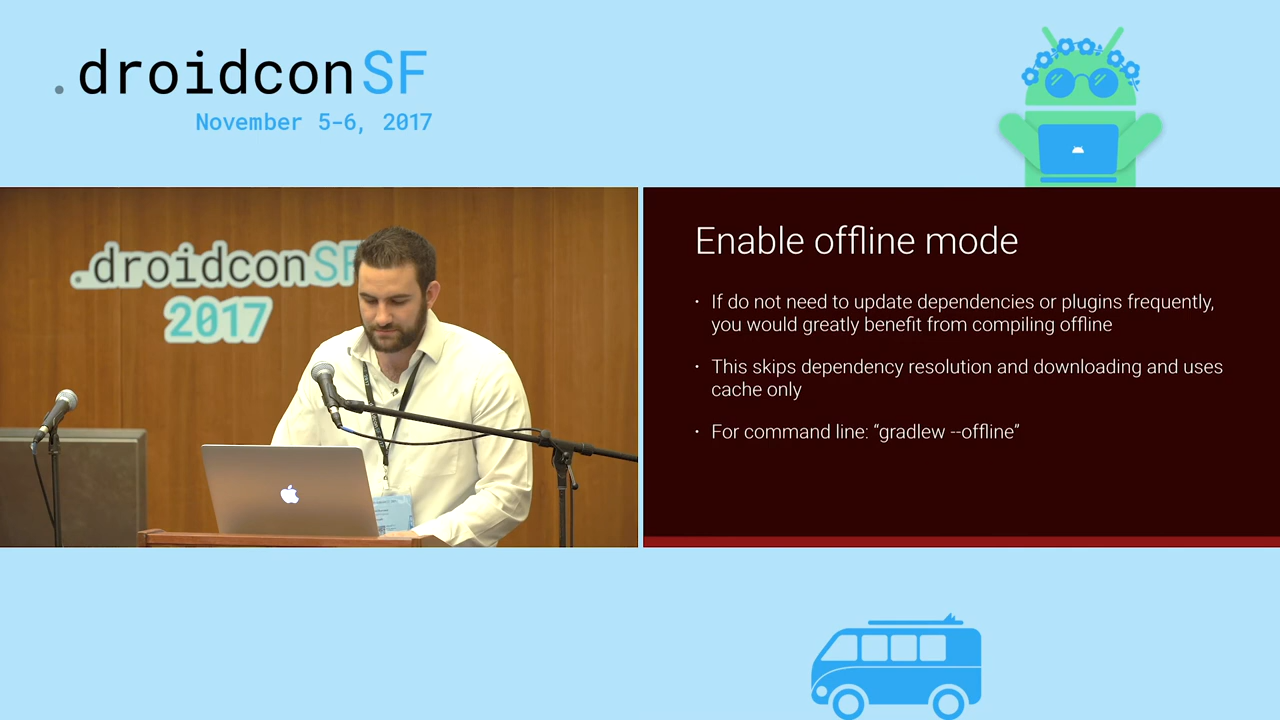 .droidconSF
November 5-6, 2017
.droidconSF
2017
Enable offline mode
• If do not need to update dependencies or plugins frequently,
you would greatly benefit from compiling offline
• This skips dependency resolution and downloading and uses
cache only
• For command line: “gradlew --offline”